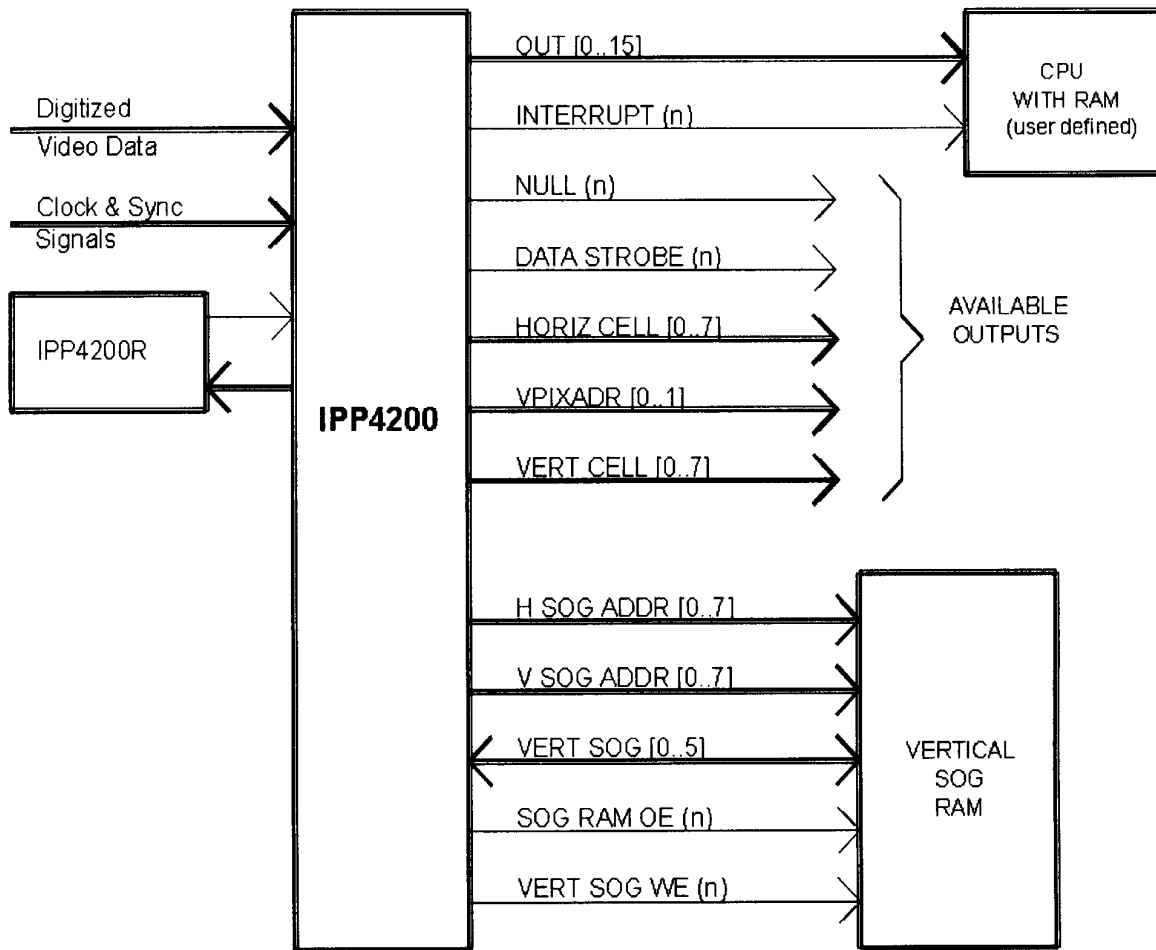 OUT [0..15]
CPU
WITH RAM
(user defined)
INTERRUPT (n)
Digitized
Video Data
NULL (n)
Clock & Sync
Signals
DATA STROBE (n)
HORIZ CELL [0..7]
AVAILABLE
OUTPUTS
IPP4200R
VPIXADR [0..1]
IPP4200
VERT CELL [0..7]
H SOG ADDR [0..7]
V SOG ADDR [0..7]
VERT SOG [0..5]
VERTICAL
SOG
RAM
SOG RAM OE (n)
VERT SOG WE (n)